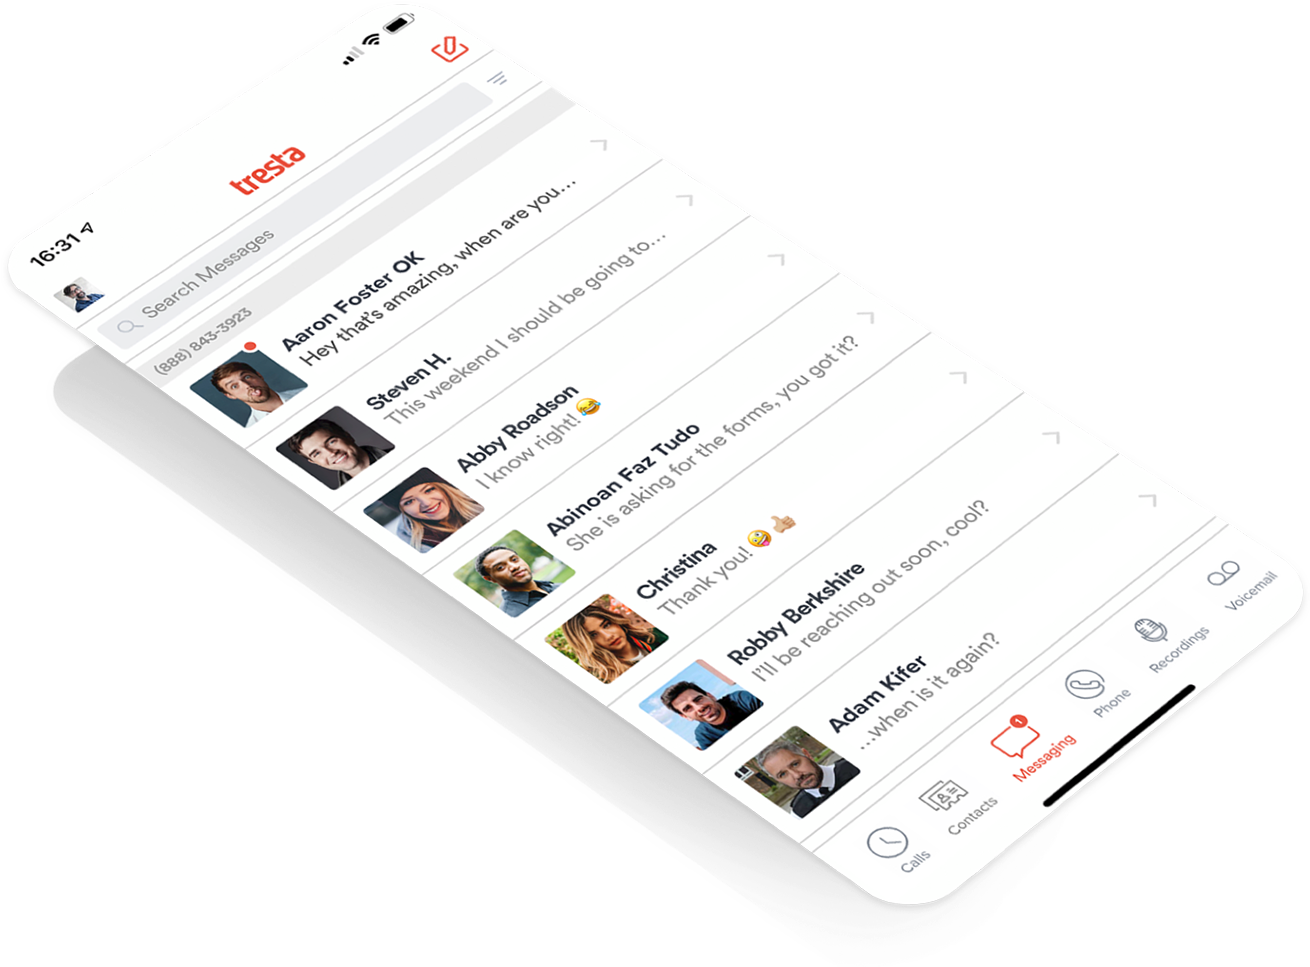 16:31
tresta
Search Messages
(888) 843-3923
Aaron Foster OK
Hey that's amazing, when are you...
Steven H.
This weekend I should be going to...
Abby Roadson
I know right! 😂
Abinoan Faz Tudo
She is asking for the forms, you got it?
Christina
Thank you! 🤪👍🏼
Robby Berkshire
I'll be reaching out soon, cool?
Adam Kifer
...when is it again?
Calls
Contacts
1
Messaging
Phone
Recordings
Voicemail